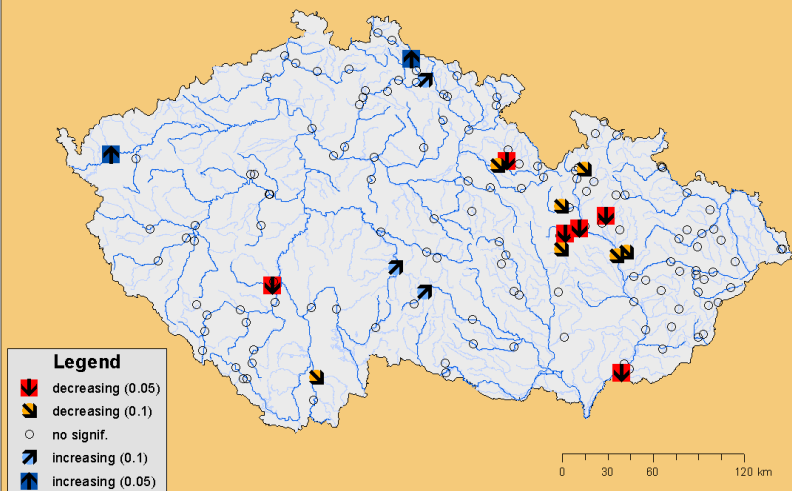 Legend
decreasing (0.05)
decreasing (0.1)
no signif.
increasing (0.1)
increasing (0.05)
0 30 60 120 km